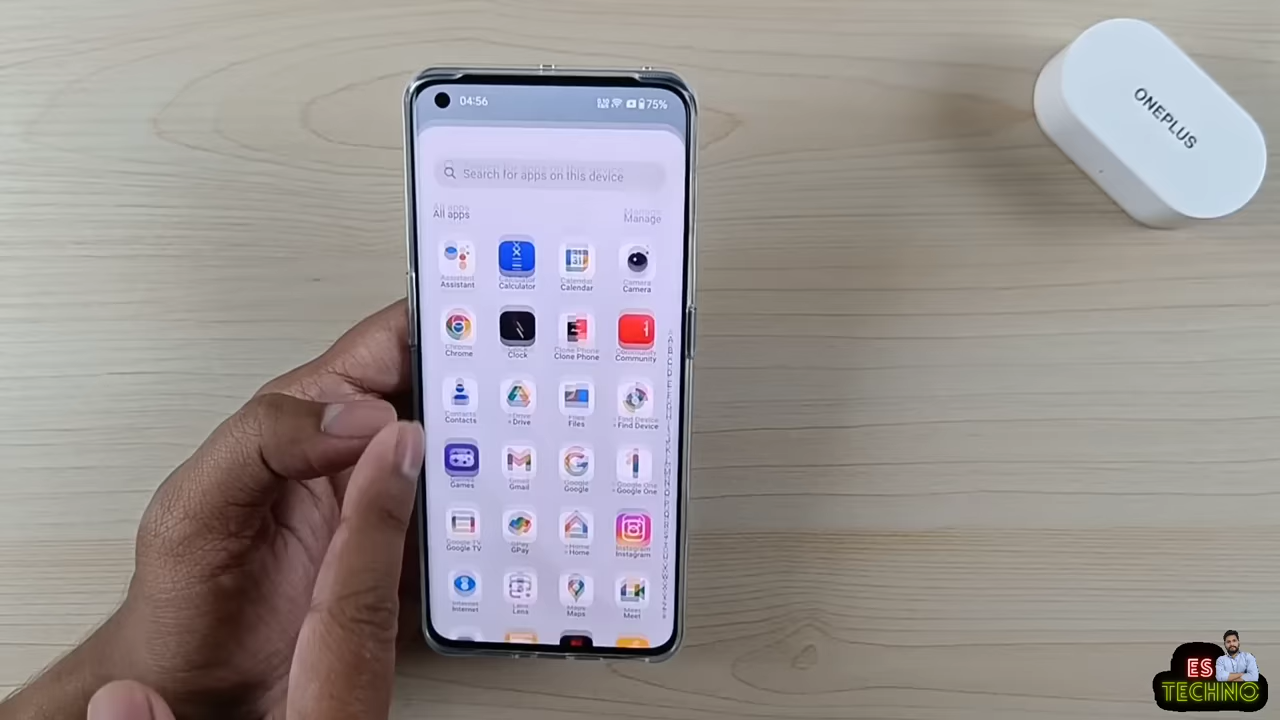 04:56
75%
ONEPLUS
Search for apps on this device
All apps
Manage
Assistant
Calculator
Calendar
Camera
Chrome
Clock
Clone Phone
Community
Contacts
Drive
Files
Find Device
Games
Gmail
Google
Google One
Google TV
GPay
Home
Instagram
Internet
Lens
Maps
Meet
ES
TECHNO